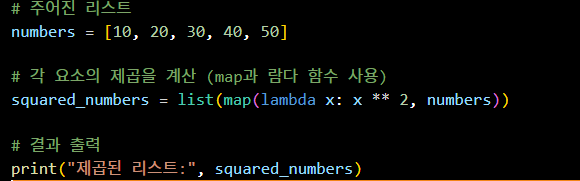 # 주어진 리스트
numbers = [10, 20, 30, 40, 50]
# 각 요소의 제곱을 계산 (map과 람다 함수 사용)
squared_numbers = list(map(lambda x: x ** 2, numbers))
# 결과 출력
print("제곱된 리스트:", squared_numbers)